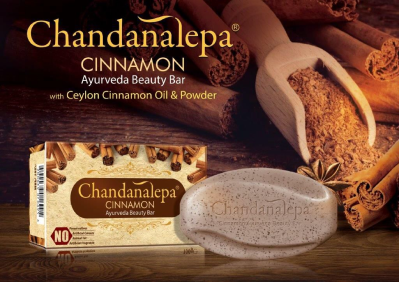 Chandanalepa®
CINNAMON
Ayurveda Beauty Bar
with Ceylon Cinnamon Oil & Powder
Chandanalepa®
CINNAMON
Ayurveda Beauty Bar
NO
Chandanalepa